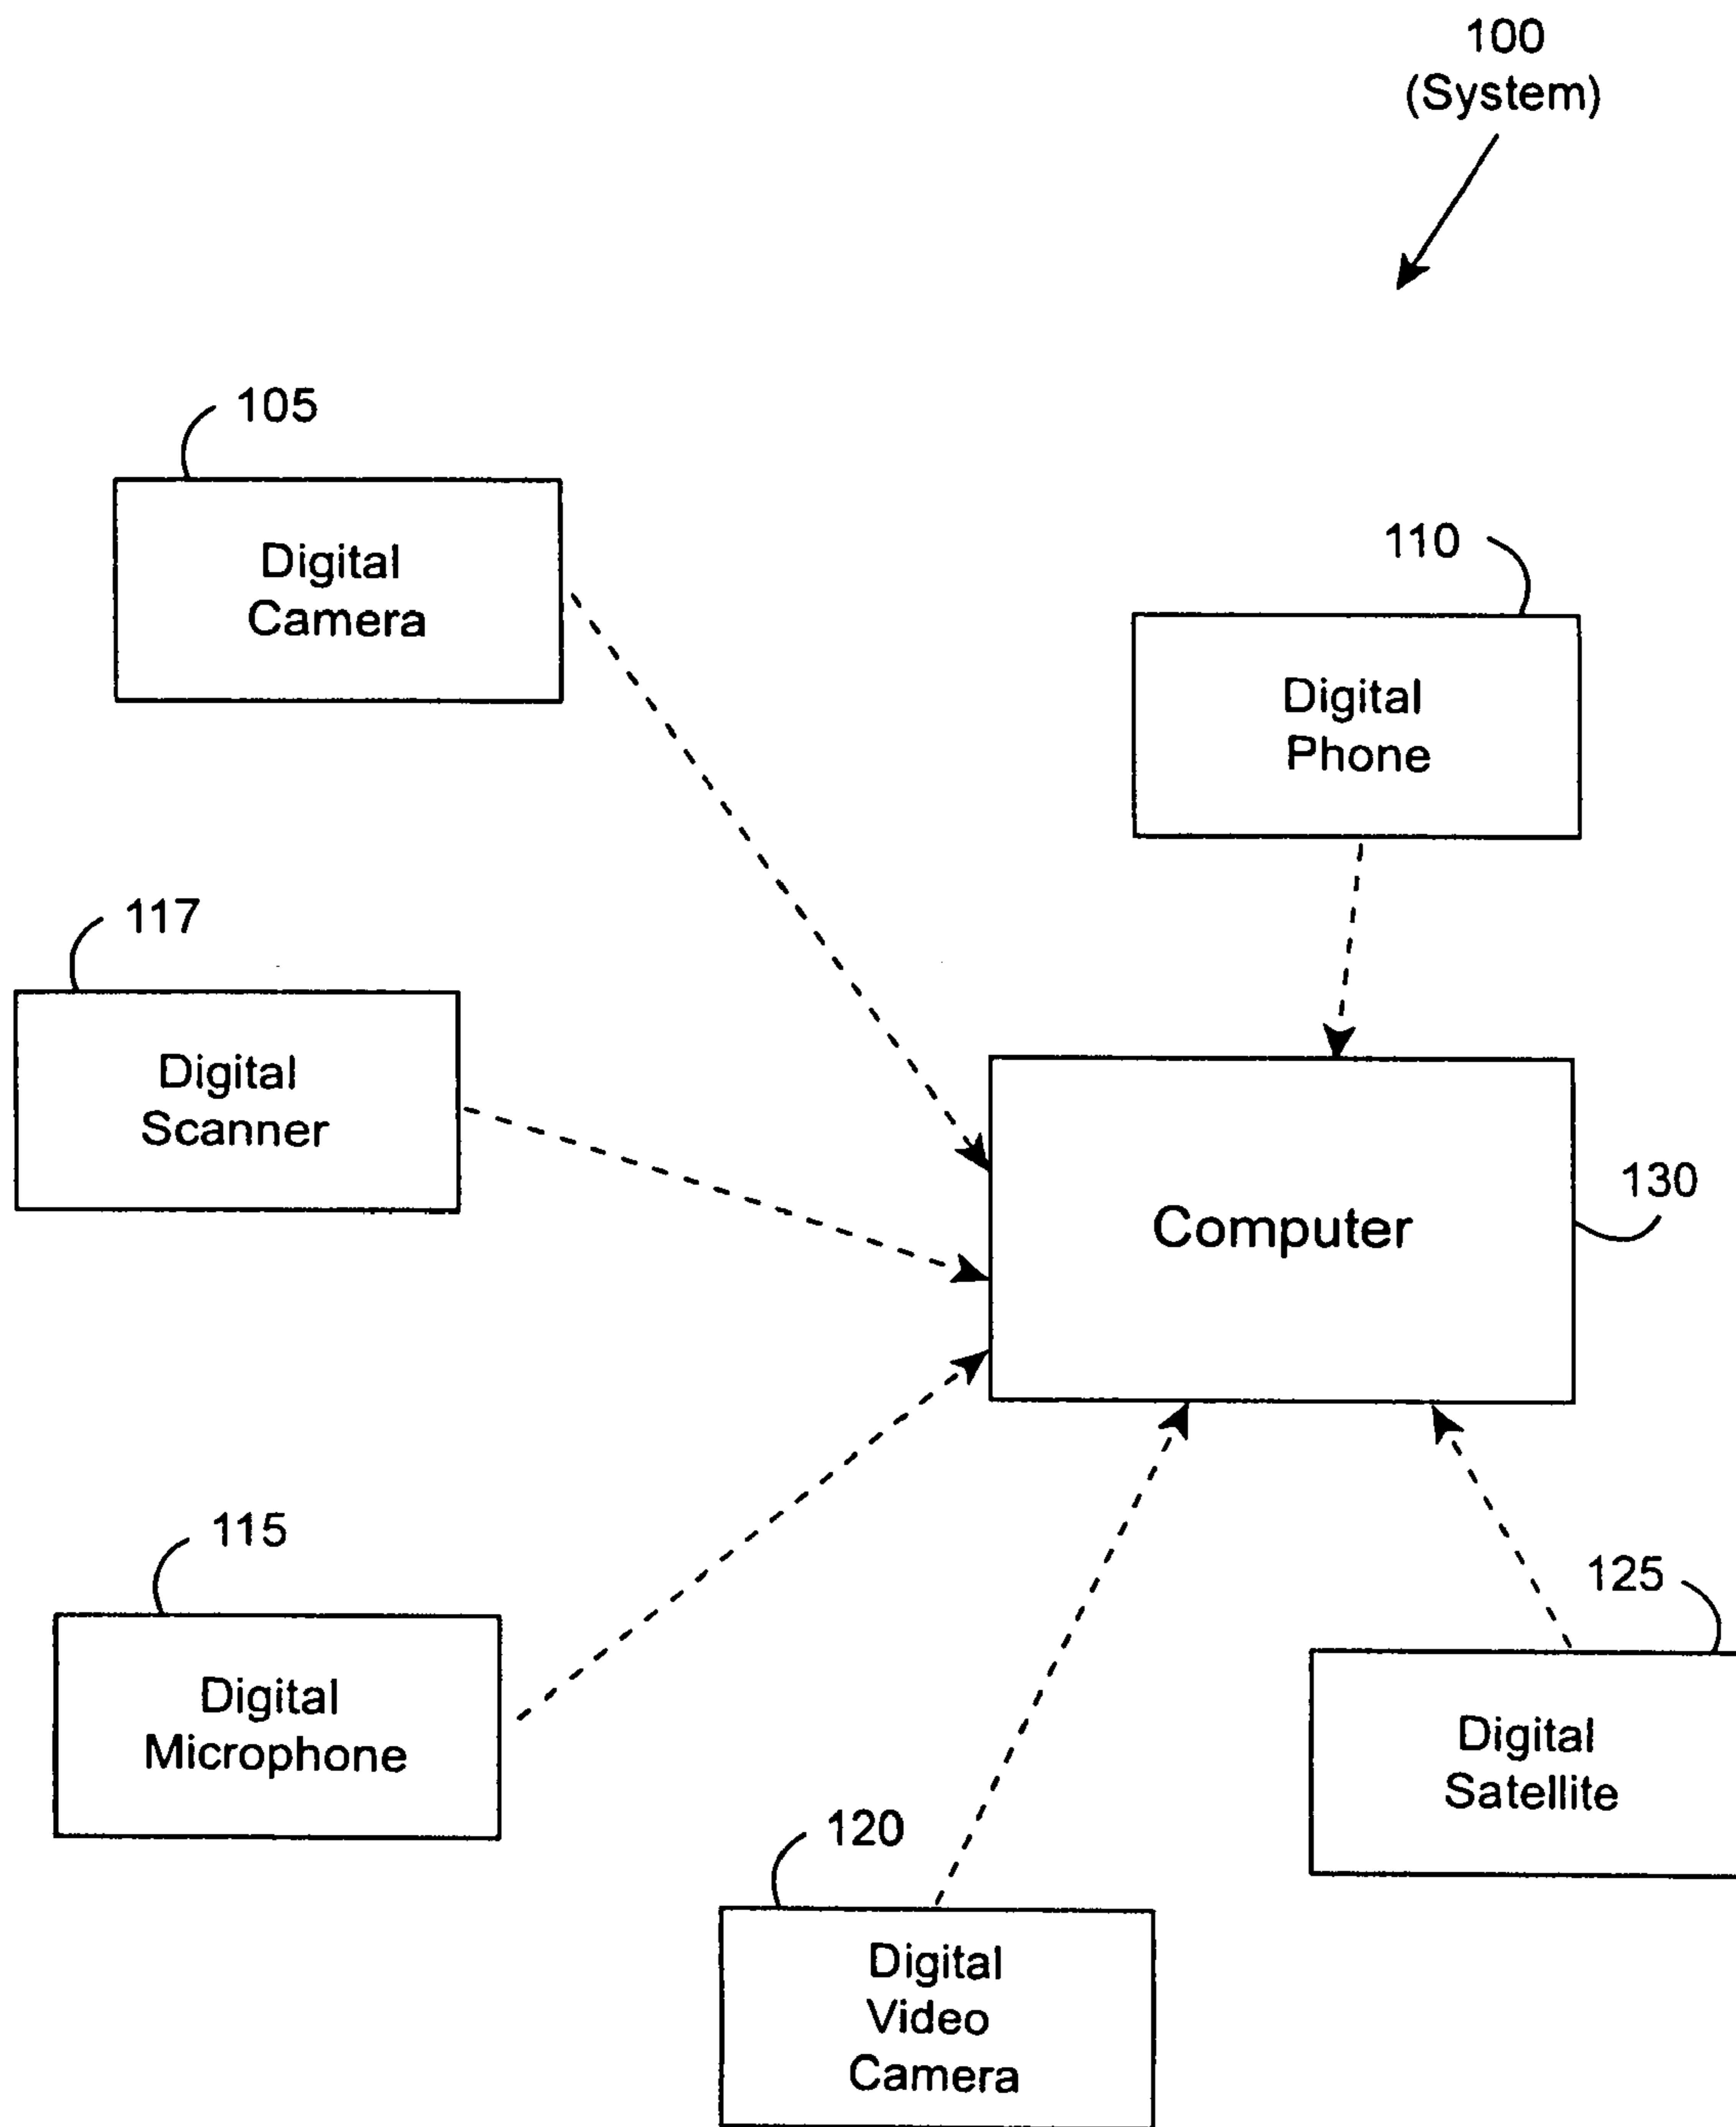 100
(System)
105
Digital
Camera
110
Digital
Phone
117
Digital
Scanner
Computer
130
115
Digital
Microphone
125
Digital
Satellite
120
Digital
Video
Camera